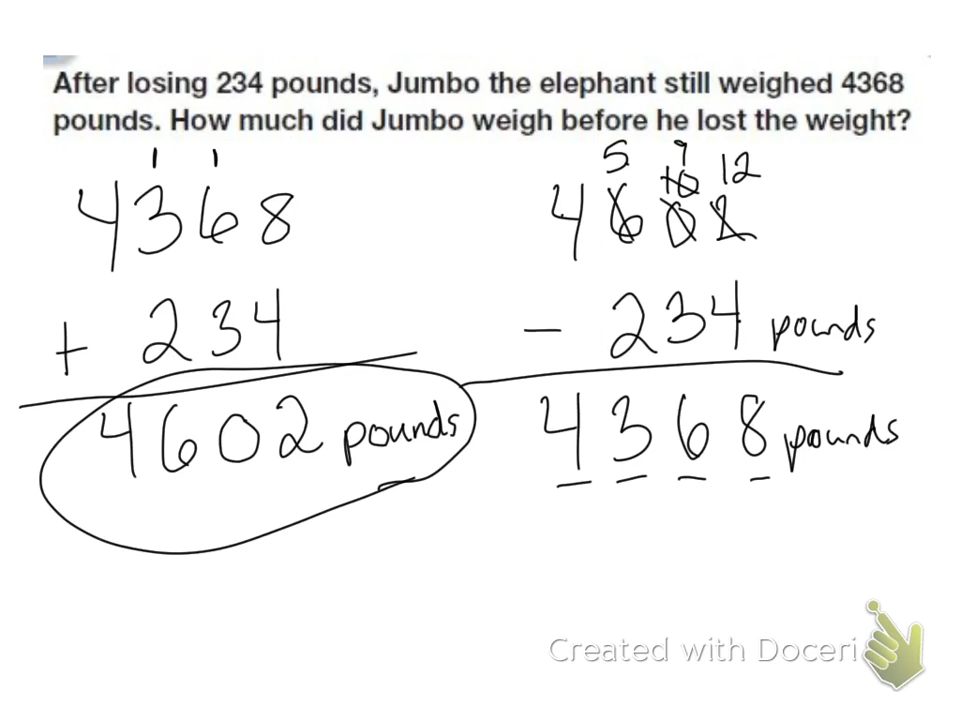 After losing 234 pounds, Jumbo the elephant still weighed 4368
pounds. How much did Jumbo weigh before he lost the weight?
1 1
4368
+ 234
4602 pounds
5 9 12
10
4602
- 234 pounds
4368 pounds
Created with Doceri